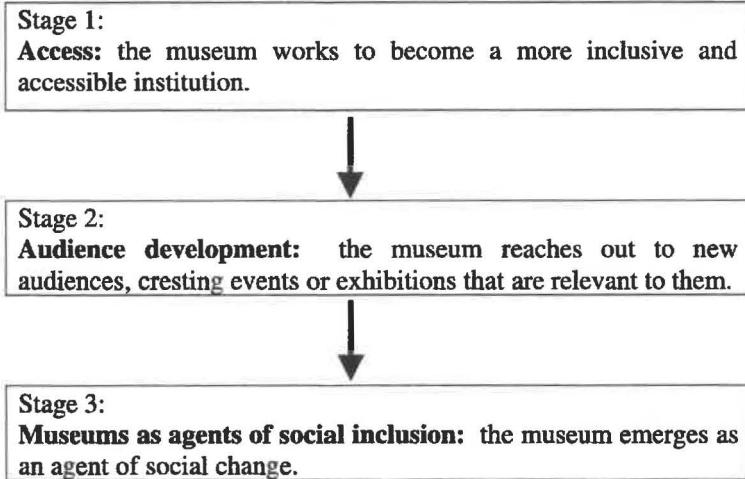 Stage 1:
Access: the museum works to become a more inclusive and
accessible institution.
Stage 2:
Audience development: the museum reaches out to new
audiences, cresting events or exhibitions that are relevant to them.
Stage 3:
Museums as agents of social inclusion: the museum emerges as
an agent of social change.